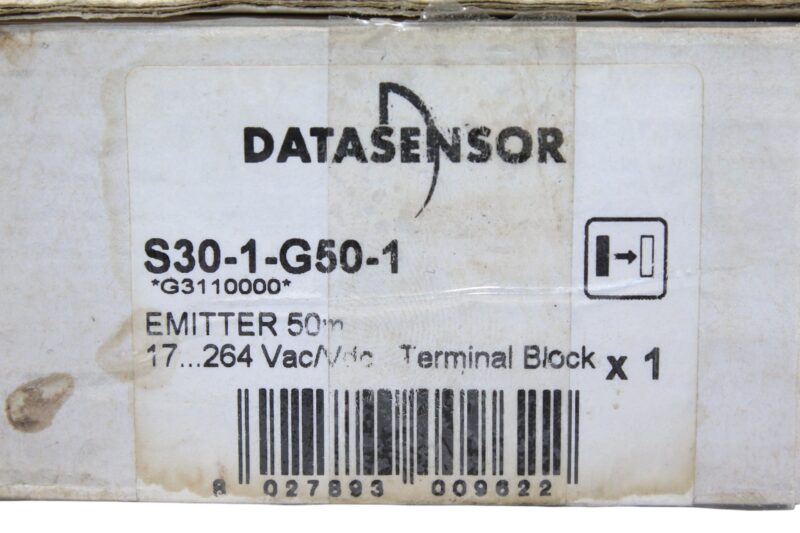 DATASENSOR
S30-1-G50-1
*G3110000*
EMITTER 50m
17...264 Vac/Vdc Terminal Block x 1
8 027893 009622